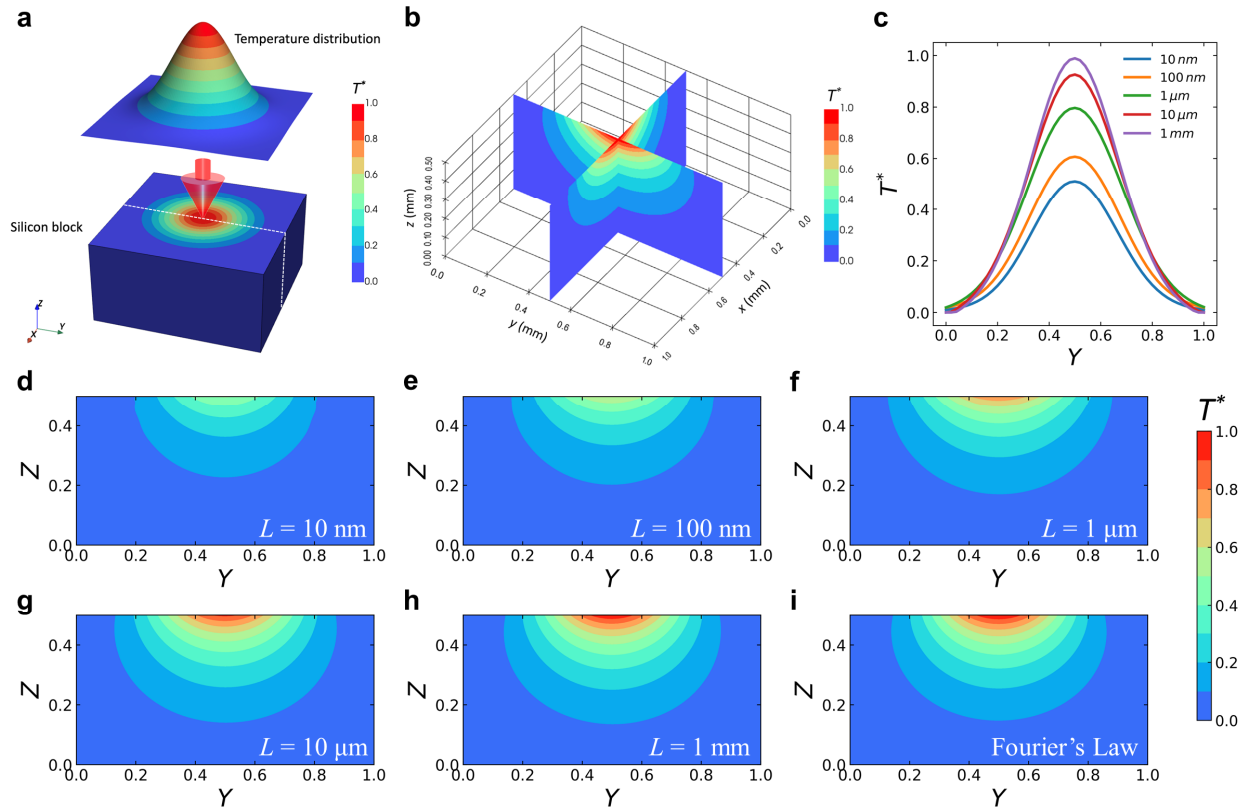 a
Temperature distribution
T*
1.0
0.8
0.6
0.4
0.2
0.0
Silicon block
Z
Y
X
b
T*
1.0
0.8
0.6
0.4
0.2
0.0
z (mm)
0.00 0.10 0.20 0.30 0.40 0.50
0.0
0.2
0.4
0.6
0.8
1.0
y (mm)
0.0
0.2
0.4
0.6
0.8
1.0
x (mm)
c
T*
1.0
0.8
0.6
0.4
0.2
0.0
10 nm
100 nm
1 μm
10 μm
1 mm
0.0 0.2 0.4 0.6 0.8 1.0
Y
d
Z
0.4
0.2
0.0
L = 10 nm
0.0 0.2 0.4 0.6 0.8 1.0
Y
e
Z
0.4
0.2
0.0
L = 100 nm
0.0 0.2 0.4 0.6 0.8 1.0
Y
f
Z
0.4
0.2
0.0
L = 1 μm
0.0 0.2 0.4 0.6 0.8 1.0
Y
T*
1.0
0.8
0.6
0.4
0.2
0.0
g
Z
0.4
0.2
0.0
L = 10 μm
0.0 0.2 0.4 0.6 0.8 1.0
Y
h
Z
0.4
0.2
0.0
L = 1 mm
0.0 0.2 0.4 0.6 0.8 1.0
Y
i
Z
0.4
0.2
0.0
Fourier's Law
0.0 0.2 0.4 0.6 0.8 1.0
Y